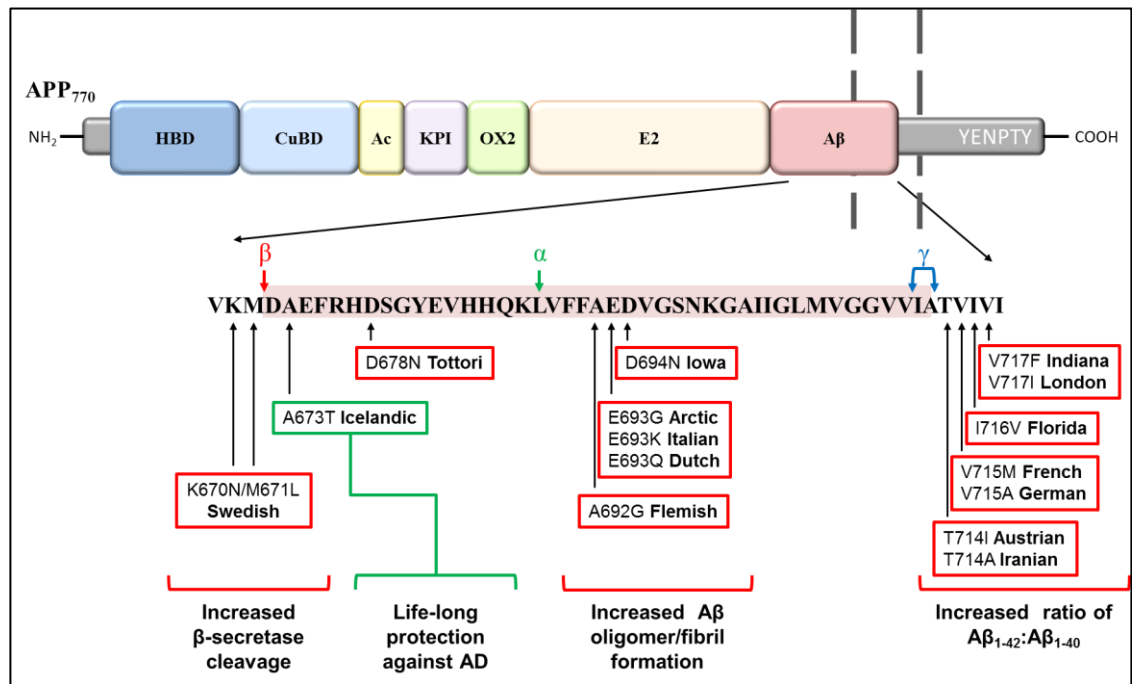 APP₇₇₀
NH₂
HBD
CuBD
Ac
KPI
OX2
E2
Aβ
YENPTY
COOH
β
α
γ
VKMDAEFRHDSGYEVHHQKLVFFAEDVGSNKGAIIGLMVGGVVIATVIVI
D678N Tottori
D694N Iowa
V717F Indiana
V717I London
A673T Icelandic
E693G Arctic
E693K Italian
E693Q Dutch
I716V Florida
K670N/M671L
Swedish
V715M French
V715A German
A692G Flemish
T714I Austrian
T714A Iranian
Increased
β-secretase
cleavage
Life-long
protection
against AD
Increased Aβ
oligomer/fibril
formation
Increased ratio of
Aβ₁₋₄₂:Aβ₁₋₄₀